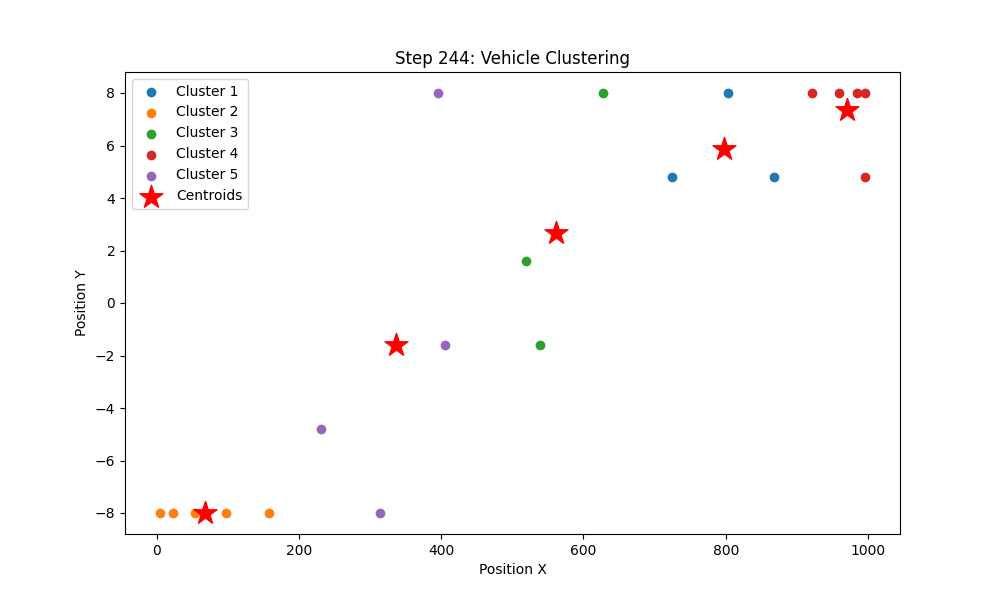 Step 244: Vehicle Clustering
Cluster 1
Cluster 2
Cluster 3
Cluster 4
Cluster 5
Centroids
Position Y
8
6
4
2
0
−2
−4
−6
−8
0 200 400 600 800 1000
Position X